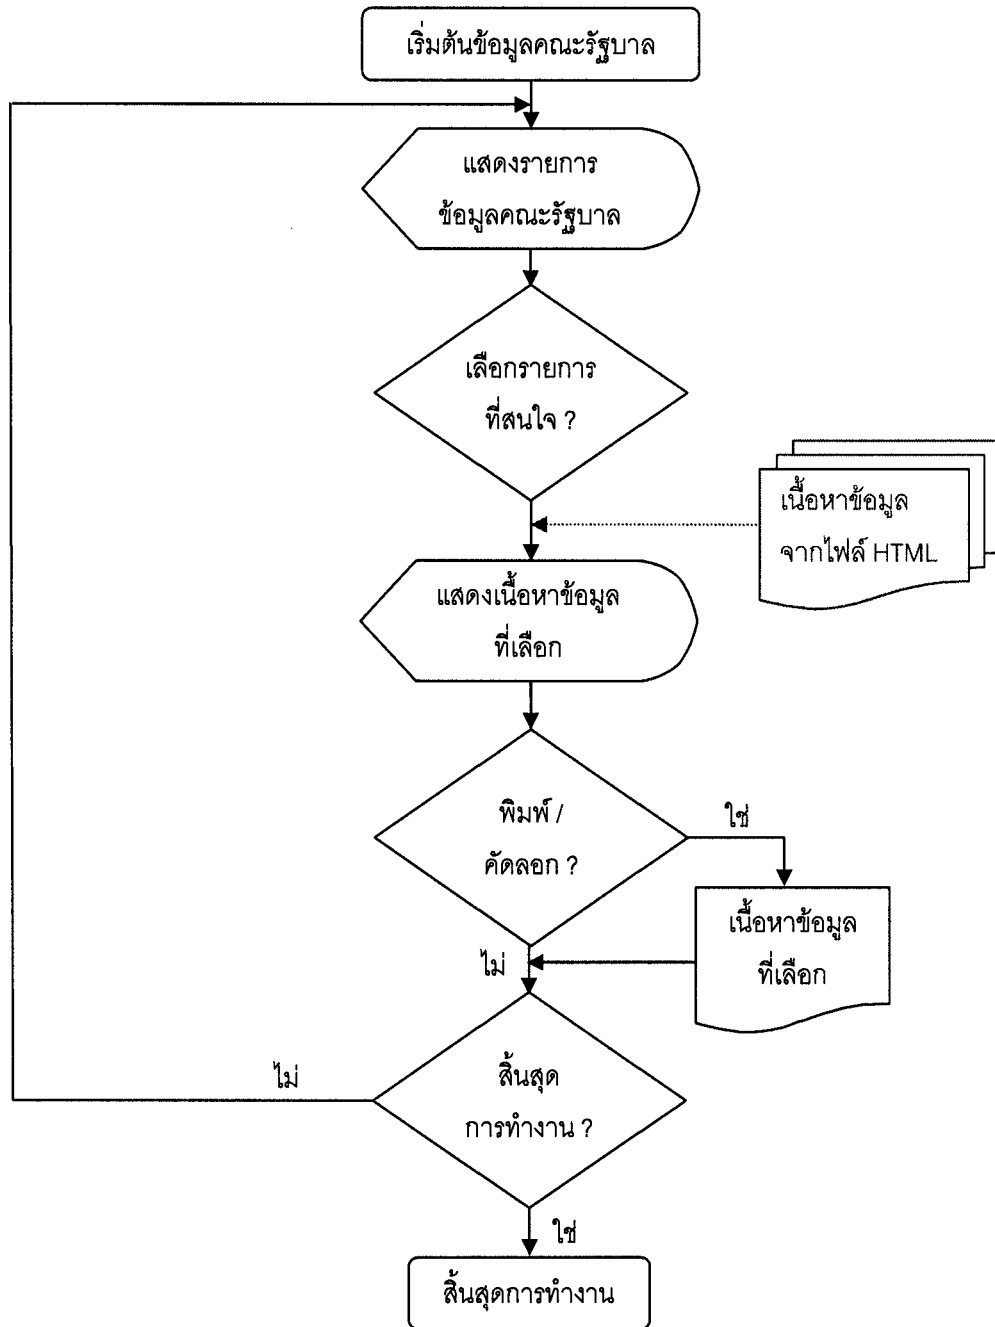 เริ่มต้นข้อมูลคณะรัฐบาล
แสดงรายการ
ข้อมูลคณะรัฐบาล
เลือกรายการ
ที่สนใจ ?
เนื้อหาข้อมูล
จากไฟล์ HTML
แสดงเนื้อหาข้อมูล
ที่เลือก
พิมพ์ /
คัดลอก ?
ใช่
เนื้อหาข้อมูล
ที่เลือก
ไม่
สิ้นสุด
การทำงาน ?
ไม่
ใช่
สิ้นสุดการทำงาน